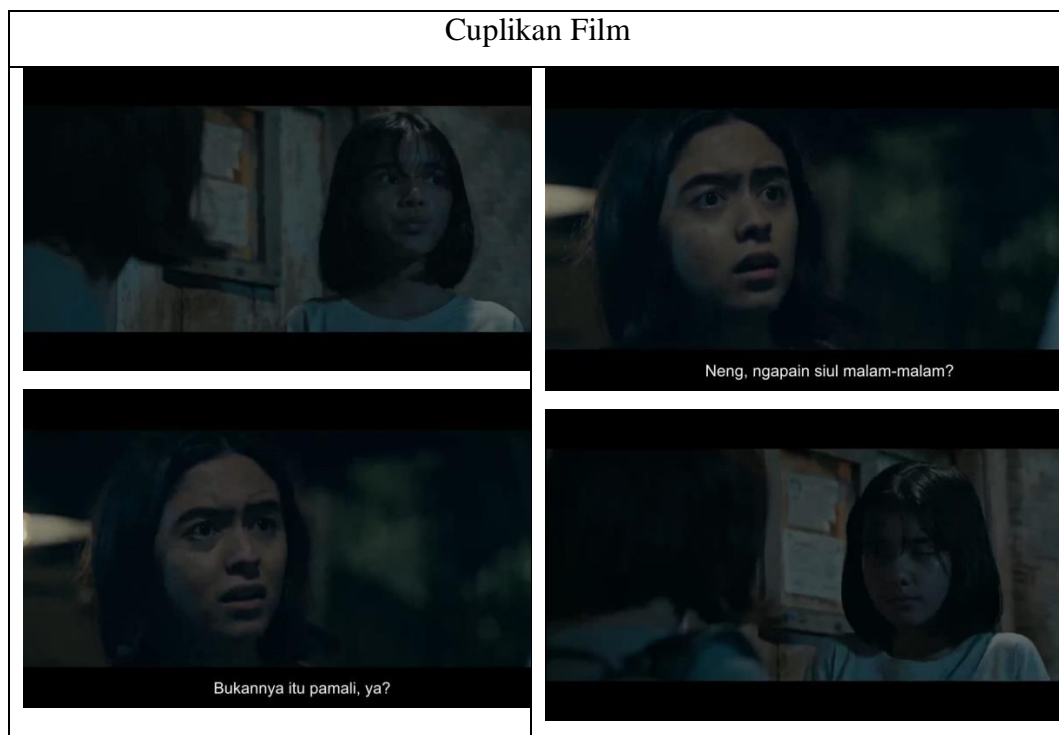 Cuplikan Film
Neng, ngapain siul malam-malam?
Bukannya itu pamali, ya?